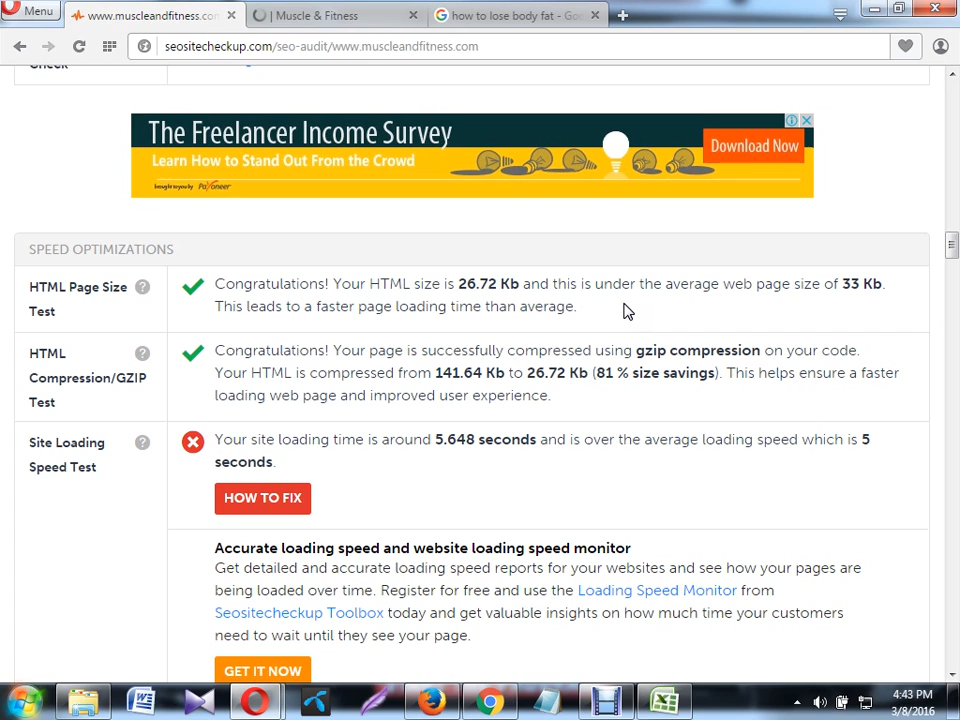 Menu
www.muscleandfitness.com
| Muscle & Fitness
how to lose body fat - Goo
seositecheckup.com/seo-audit/www.muscleandfitness.com
Check
The Freelancer Income Survey
Learn How to Stand Out From the Crowd
Download Now
brought to you by Payoneer
SPEED OPTIMIZATIONS
HTML Page Size
Test
Congratulations! Your HTML size is 26.72 Kb and this is under the average web page size of 33 Kb.
This leads to a faster page loading time than average.
HTML
Compression/GZIP
Test
Congratulations! Your page is successfully compressed using gzip compression on your code.
Your HTML is compressed from 141.64 Kb to 26.72 Kb (81 % size savings). This helps ensure a faster
loading web page and improved user experience.
Site Loading
Speed Test
Your site loading time is around 5.648 seconds and is over the average loading speed which is 5
seconds.
HOW TO FIX
Accurate loading speed and website loading speed monitor
Get detailed and accurate loading speed reports for your websites and see how your pages are
being loaded over time. Register for free and use the Loading Speed Monitor from
Seositecheckup Toolbox today and get valuable insights on how much time your customers
need to wait until they see your page.
GET IT NOW
4:43 PM
3/8/2016